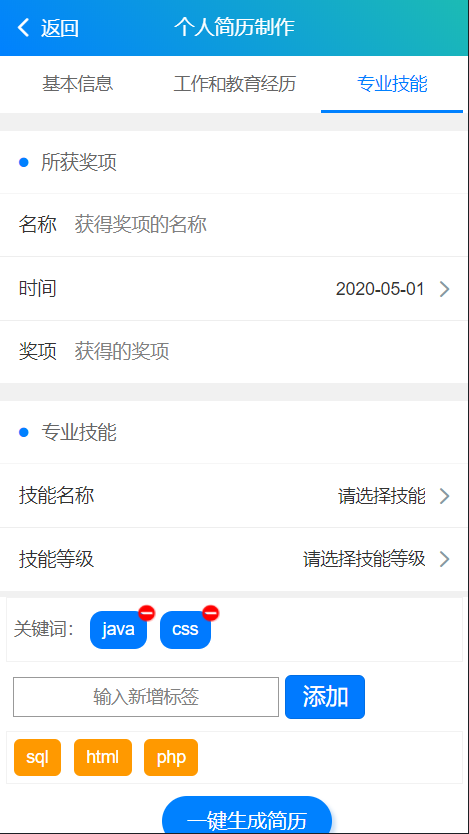 返回 个人简历制作
基本信息 工作和教育经历 专业技能
所获奖项
名称 获得奖项的名称
时间 2020-05-01
奖项 获得的奖项
专业技能
技能名称 请选择技能
技能等级 请选择技能等级
关键词： java css
输入新增标签 添加
sql html php
一键生成简历